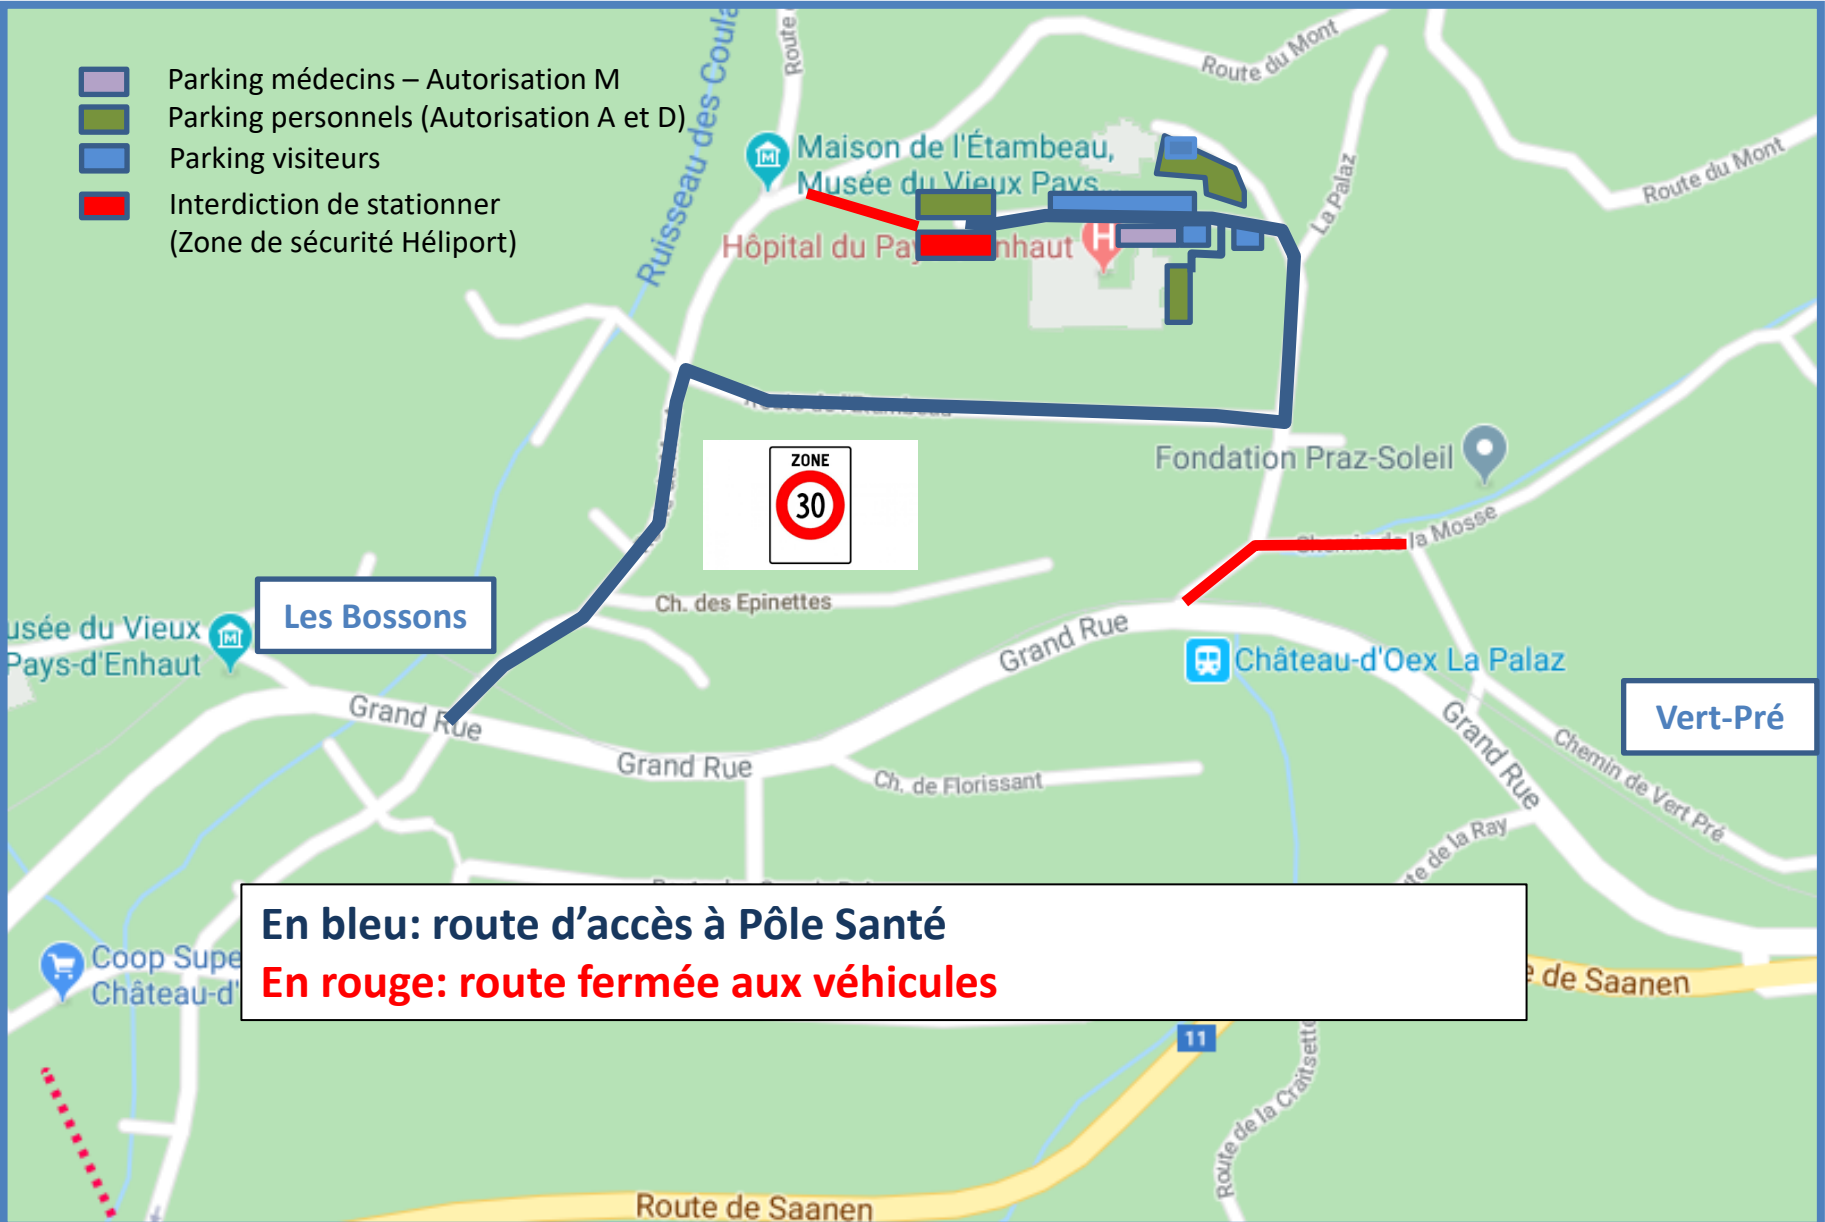 Parking médecins – Autorisation M
Parking personnels (Autorisation A et D)
Parking visiteurs
Interdiction de stationner
(Zone de sécurité Héliport)
Ruisseau des Coula
Route
Route du Mont
Route du Mont
La Palaz
Maison de l'Étambeau,
Musée du Vieux Pays...
Hôpital du Pay
nhaut
H
ZONE
30
Fondation Praz-Soleil
Chemin de la Mosse
Les Bossons
usée du Vieux
Pays-d'Enhaut
Ch. des Epinettes
Grand Rue
Grand Rue
Grand Rue
Grand Rue
Château-d'Oex La Palaz
Vert-Pré
Chemin de Vert Pré
Ch. de Florissant
te de la Ray
En bleu: route d'accès à Pôle Santé
En rouge: route fermée aux véhicules
Coop Supe
Château-d'
e de Saanen
11
Route de la Craitsette
Route de Saanen